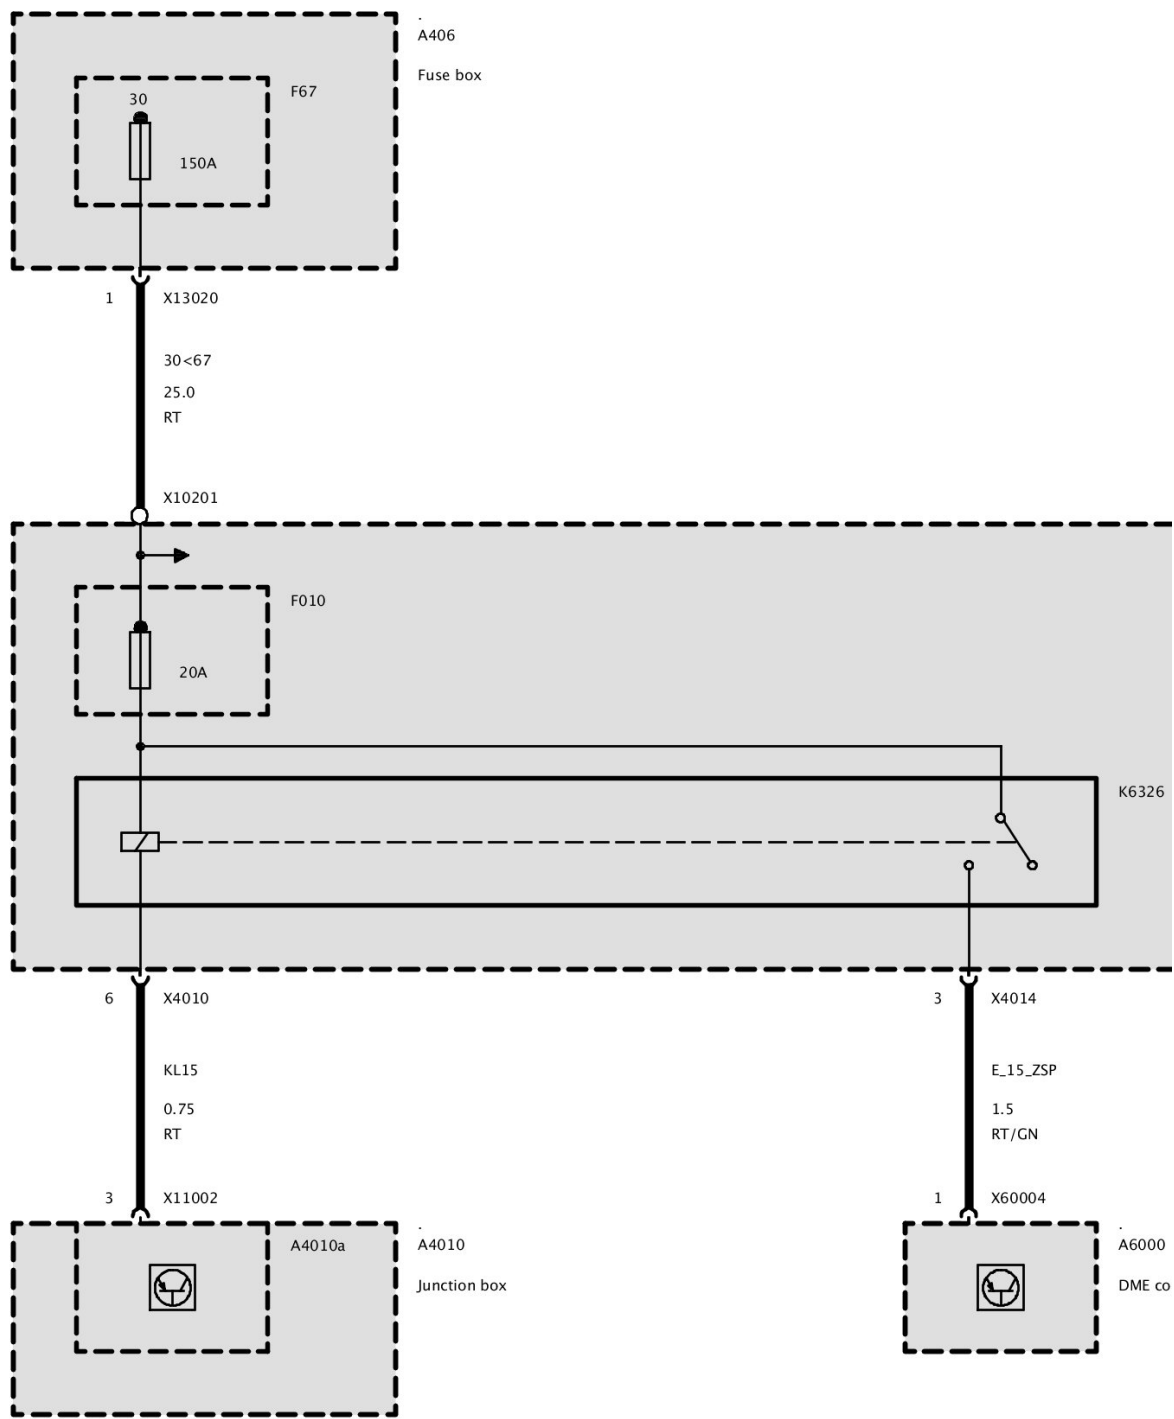 .
A406
Fuse box
F67
30
150A
1 X13020
30<67
25.0
RT
X10201
F010
20A
K6326
6 X4010
3 X4014
KL15
E_15_ZSP
0.75
1.5
RT
RT/GN
3 X11002
1 X60004
.
.
A4010a
A4010
A6000
Junction box
DME co